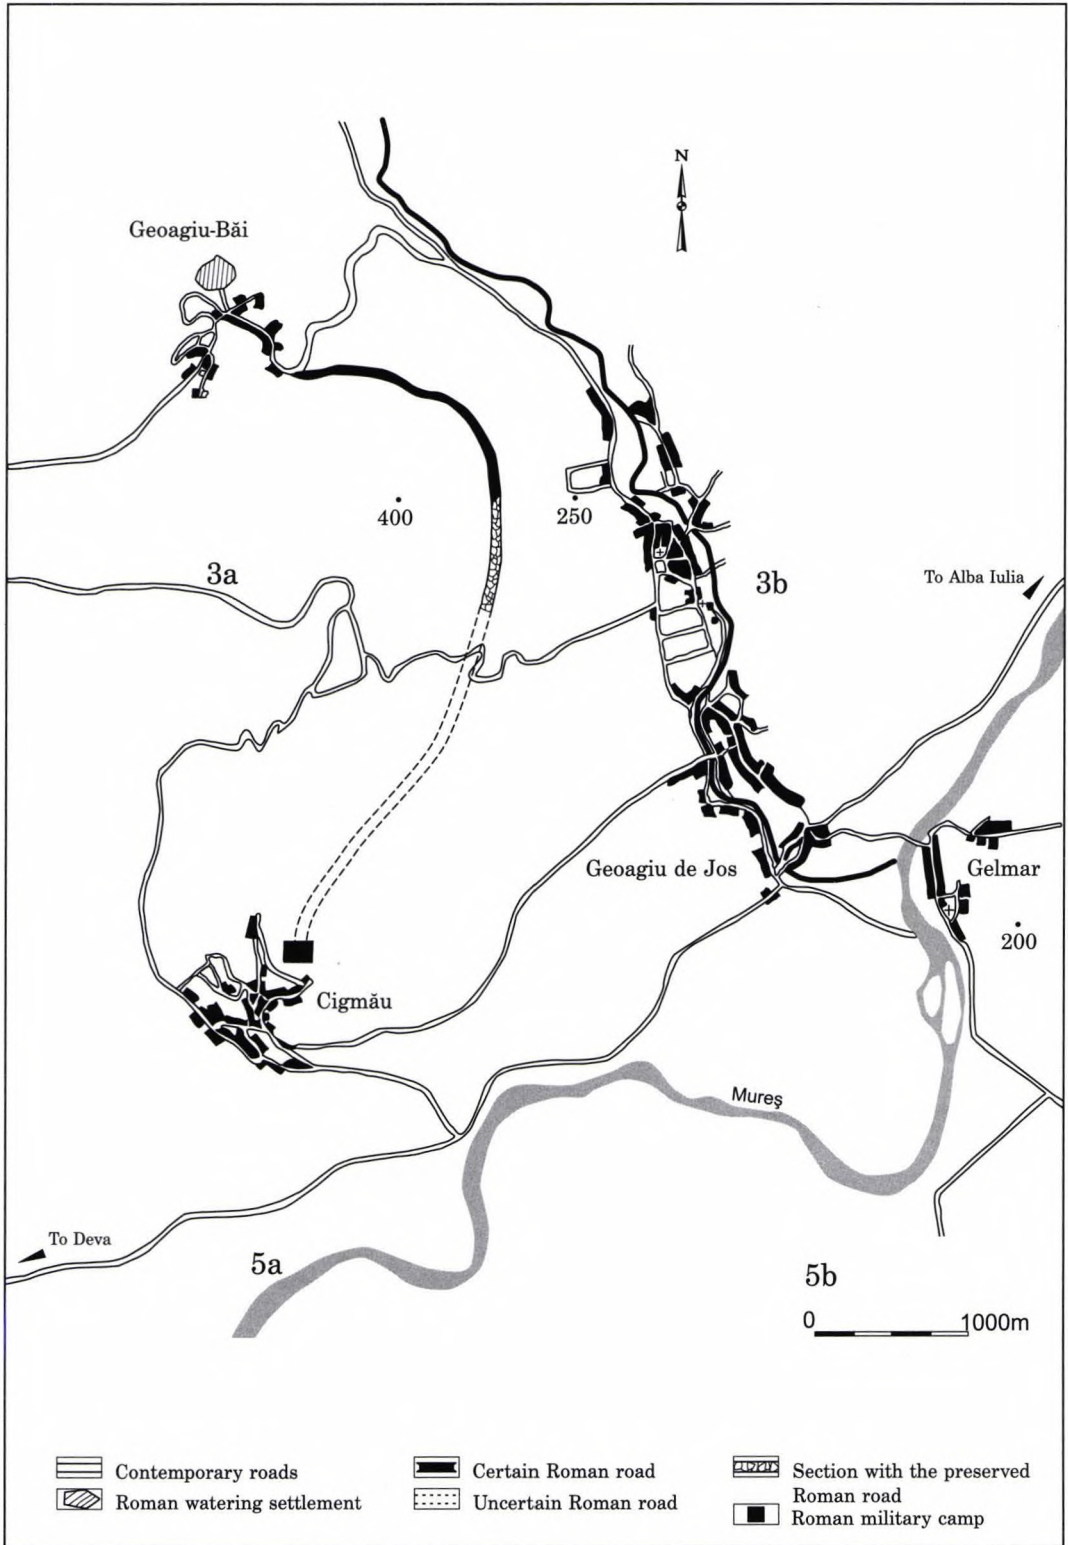 N
Geoagiu-Băi
400
250
3a
3b
To Alba Iulia
Geoagiu de Jos
Gelmar
200
Cigmău
Mureş
To Deva
5a
5b
0
1000m
Contemporary roads
Roman watering settlement
Certain Roman road
Uncertain Roman road
Section with the preserved
Roman road
Roman military camp